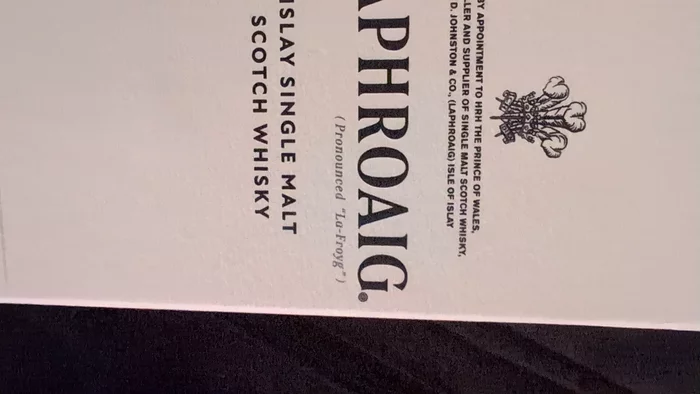 BY APPOINTMENT TO HRH THE PRINCE OF WALES,
LLER AND SUPPLIER OF SINGLE MALT SCOTCH WHISKY,
D. JOHNSTON & CO., (LAPHROAIG) ISLE OF ISLAY
APHROAIG®
(Pronounced "La-Froyg")
ISLAY SINGLE MALT
SCOTCH WHISKY